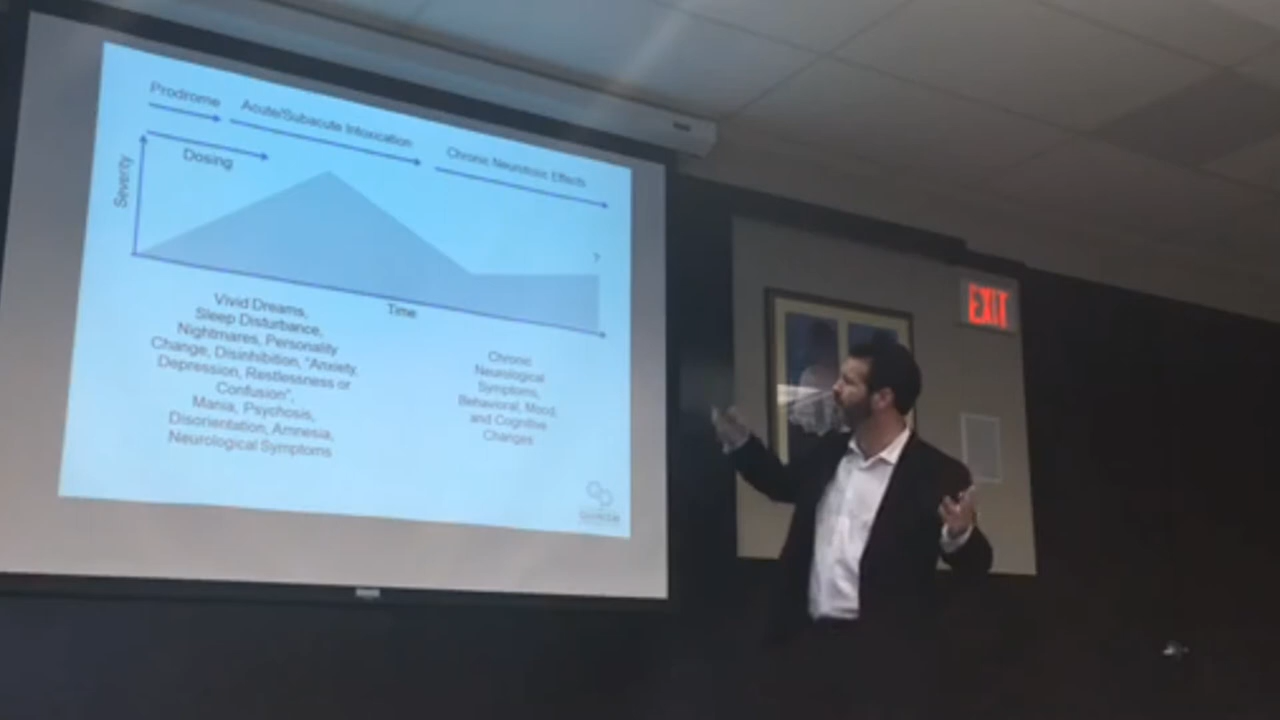 Prodrome
Acute/Subacute Intoxication
Chronic Neurotoxic Effects
Dosing
Severity
?
Time
Vivid Dreams,
Sleep Disturbance,
Nightmares, Personality
Change, Disinhibition, "Anxiety,
Depression, Restlessness or
Confusion",
Mania, Psychosis,
Disorientation, Amnesia,
Neurological Symptoms
Chronic
Neurological
Symptoms,
Behavioral, Mood,
and Cognitive
Changes
EXIT